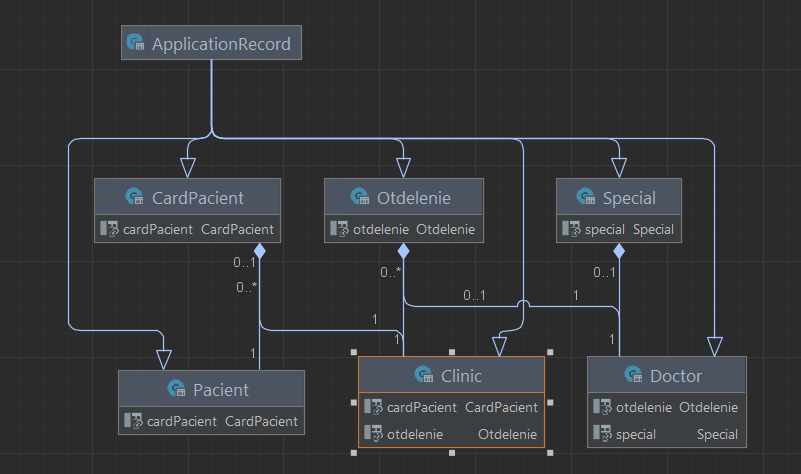 ApplicationRecord
CardPacient
cardPacient CardPacient
Otdelenie
otdelenie Otdelenie
Special
special Special
0..1
0..*
0..*
0..1
0..1
1
1
1
1
1
Pacient
cardPacient CardPacient
Clinic
cardPacient CardPacient
otdelenie Otdelenie
Doctor
otdelenie Otdelenie
special Special